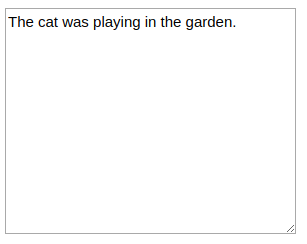 The cat was playing in the garden.